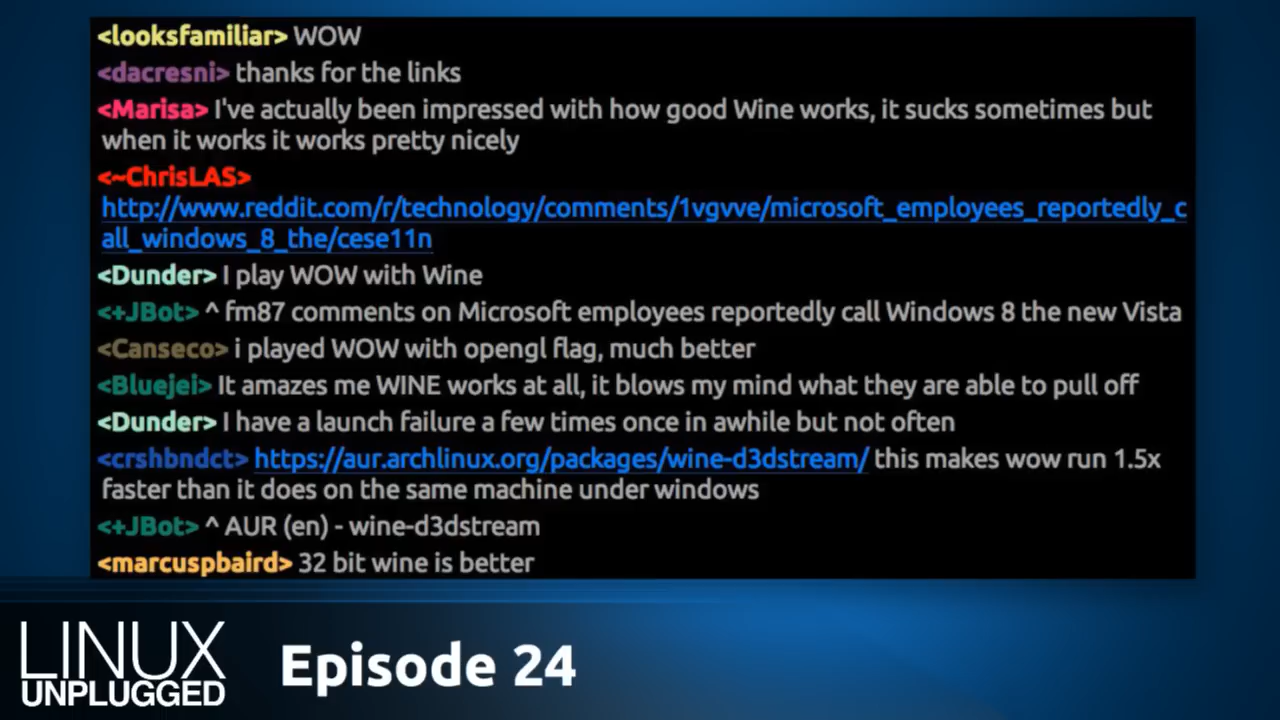 <looksfamiliar> WOW
<dacresni> thanks for the links
<Marisa> I've actually been impressed with how good Wine works, it sucks sometimes but
when it works it works pretty nicely
<~ChrisLAS>
http://www.reddit.com/r/technology/comments/1vgvve/microsoft_employees_reportedly_c
all_windows_8_the/cese11n
<Dunder> I play WOW with Wine
<+JBot> ^ fm87 comments on Microsoft employees reportedly call Windows 8 the new Vista
<Canseco> i played WOW with opengl flag, much better
<Bluejei> It amazes me WINE works at all, it blows my mind what they are able to pull off
<Dunder> I have a launch failure a few times once in awhile but not often
<crshbndct> https://aur.archlinux.org/packages/wine-d3dstream/ this makes wow run 1.5x
faster than it does on the same machine under windows
<+JBot> ^ AUR (en) - wine-d3dstream
<marcuspbaird> 32 bit wine is better
LINUX
UNPLUGGED
Episode 24